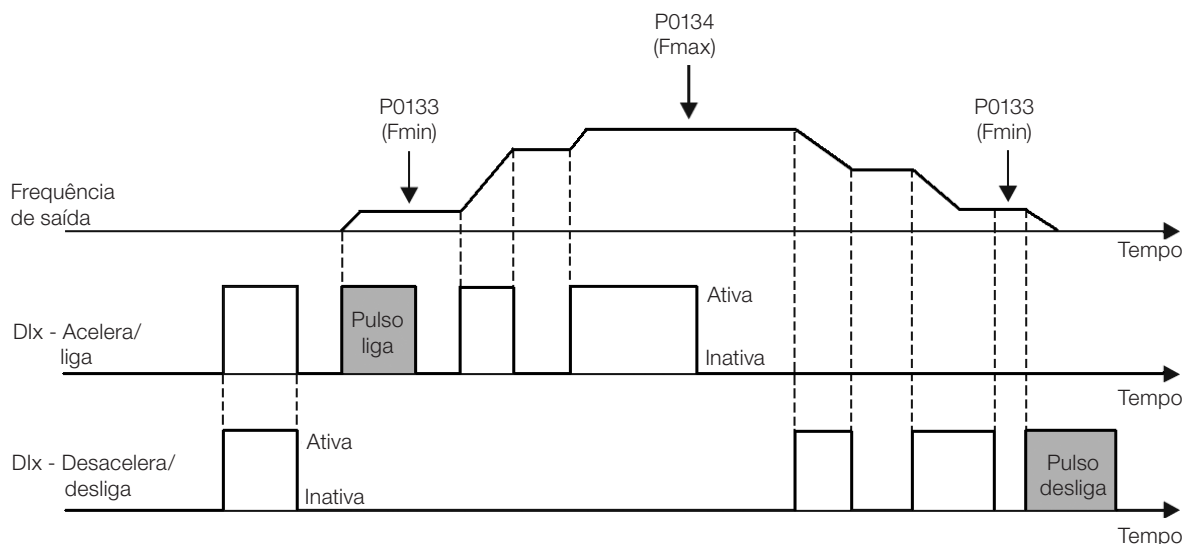 P0134
(Fmax)
P0133
(Fmin)
P0133
(Fmin)
Frequência
de saída
Tempo
DIx - Acelera/
liga
Pulso
liga
Ativa
Inativa
Tempo
DIx - Desacelera/
desliga
Ativa
Inativa
Pulso
desliga
Tempo